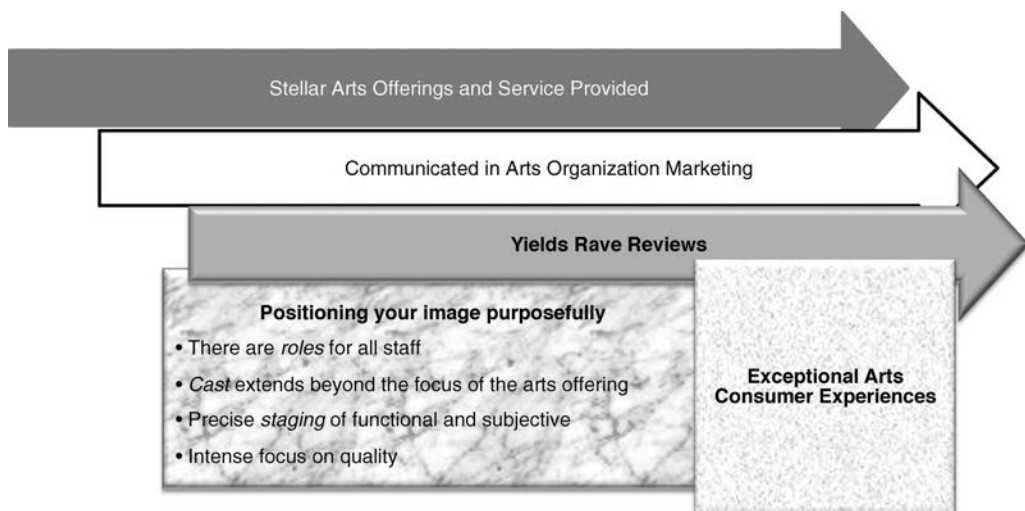 Stellar Arts Offerings and Service Provided
Communicated in Arts Organization Marketing
Yields Rave Reviews
Positioning your image purposefully
• There are roles for all staff
• Cast extends beyond the focus of the arts offering
• Precise staging of functional and subjective
• Intense focus on quality
Exceptional Arts
Consumer Experiences